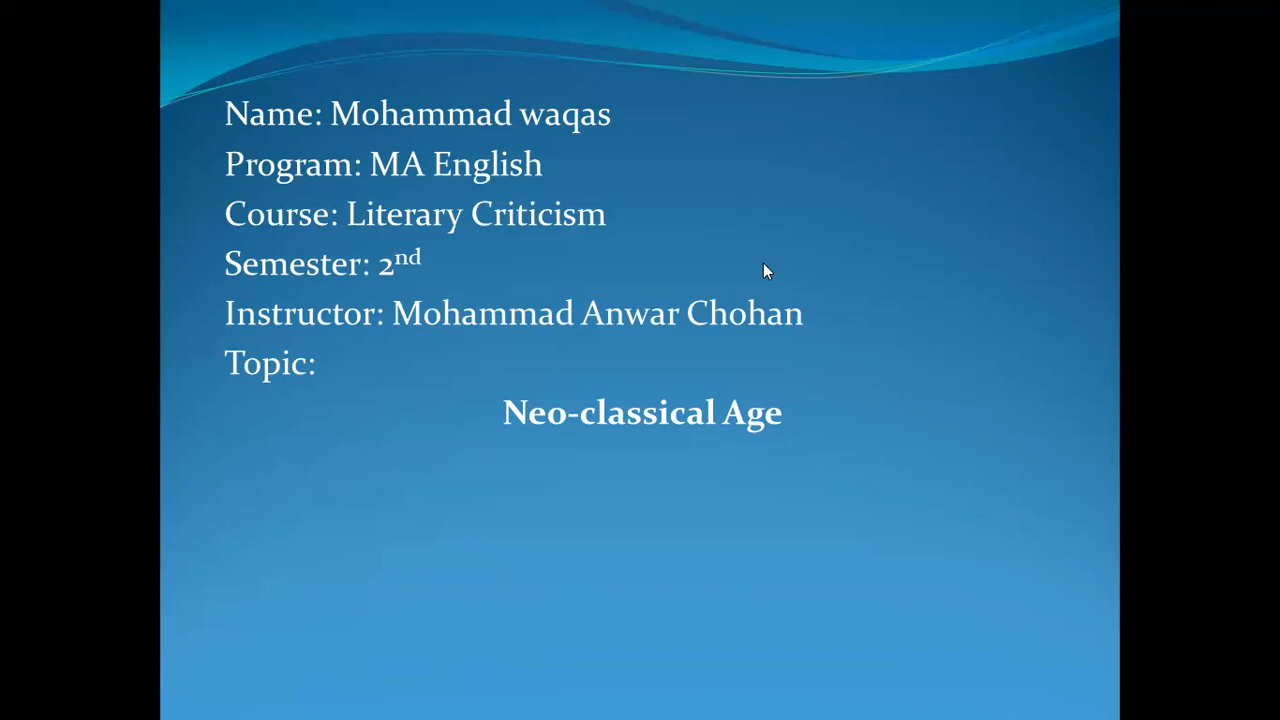 Name: Mohammad waqas
Program: MA English
Course: Literary Criticism
Semester: 2nd
Instructor: Mohammad Anwar Chohan
Topic:
Neo-classical Age